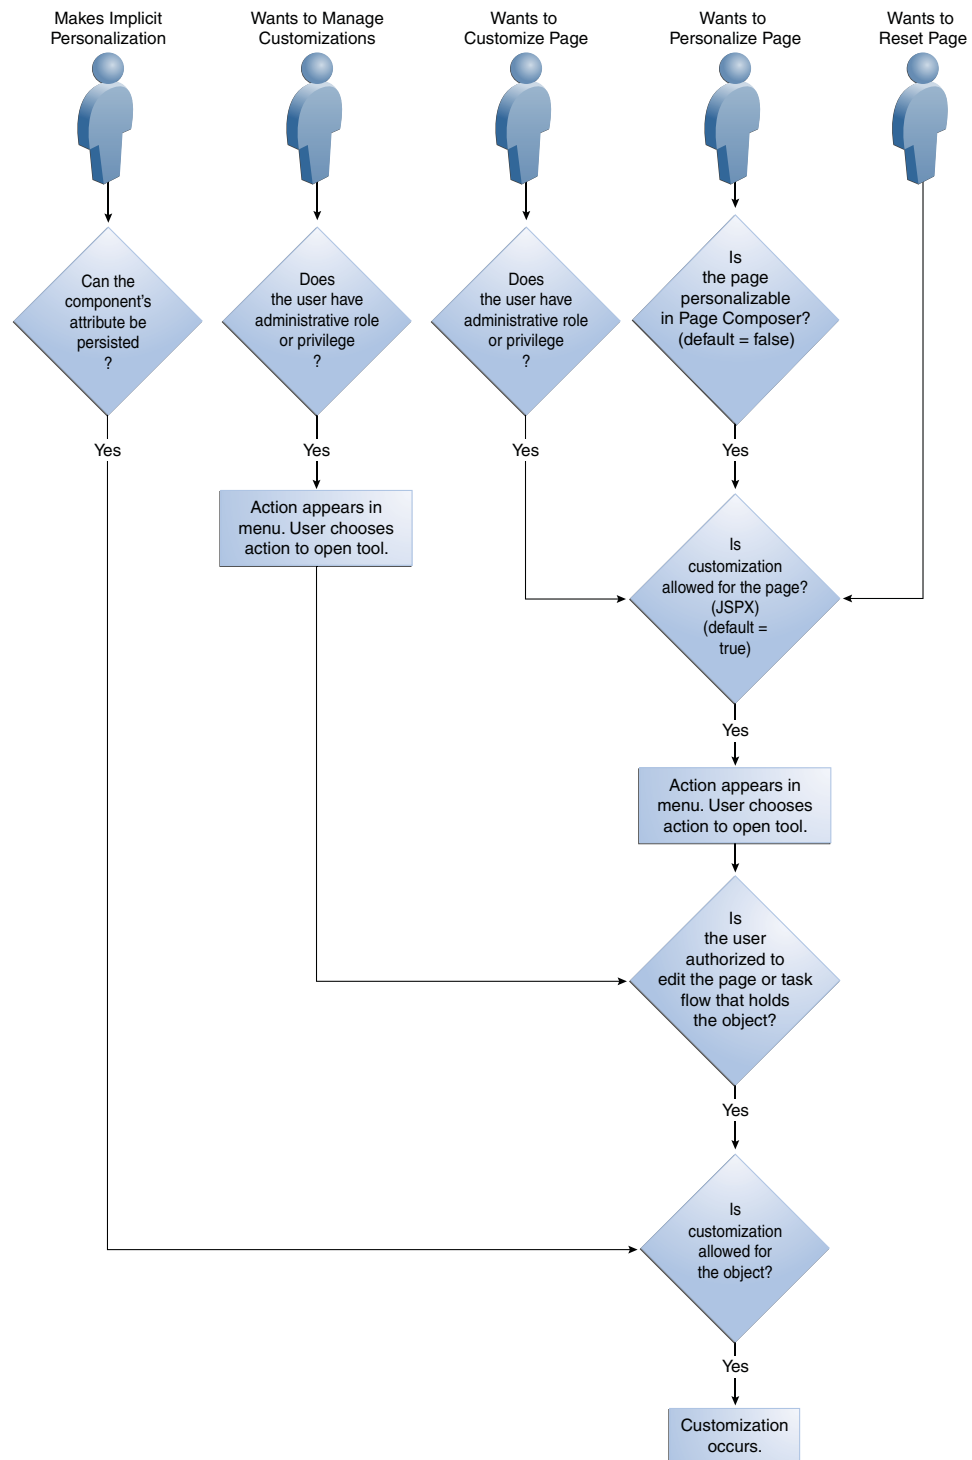 Makes Implicit
Personalization
Wants to Manage
Customizations
Wants to
Customize Page
Wants to
Personalize Page
Wants to
Reset Page
Can the
component's
attribute be
persisted
?
Does
the user have
administrative role
or privilege
?
Does
the user have
administrative role
or privilege
?
Is
the page
personalizable
in Page Composer?
(default = false)
Yes
Yes
Yes
Yes
Action appears in
menu. User chooses
action to open tool.
Is
customization
allowed for the page?
(JSPX)
(default =
true)
Yes
Action appears in
menu. User chooses
action to open tool.
Is
the user
authorized to
edit the page or task
flow that holds
the object?
Yes
Is
customization
allowed for
the object?
Yes
Customization
occurs.